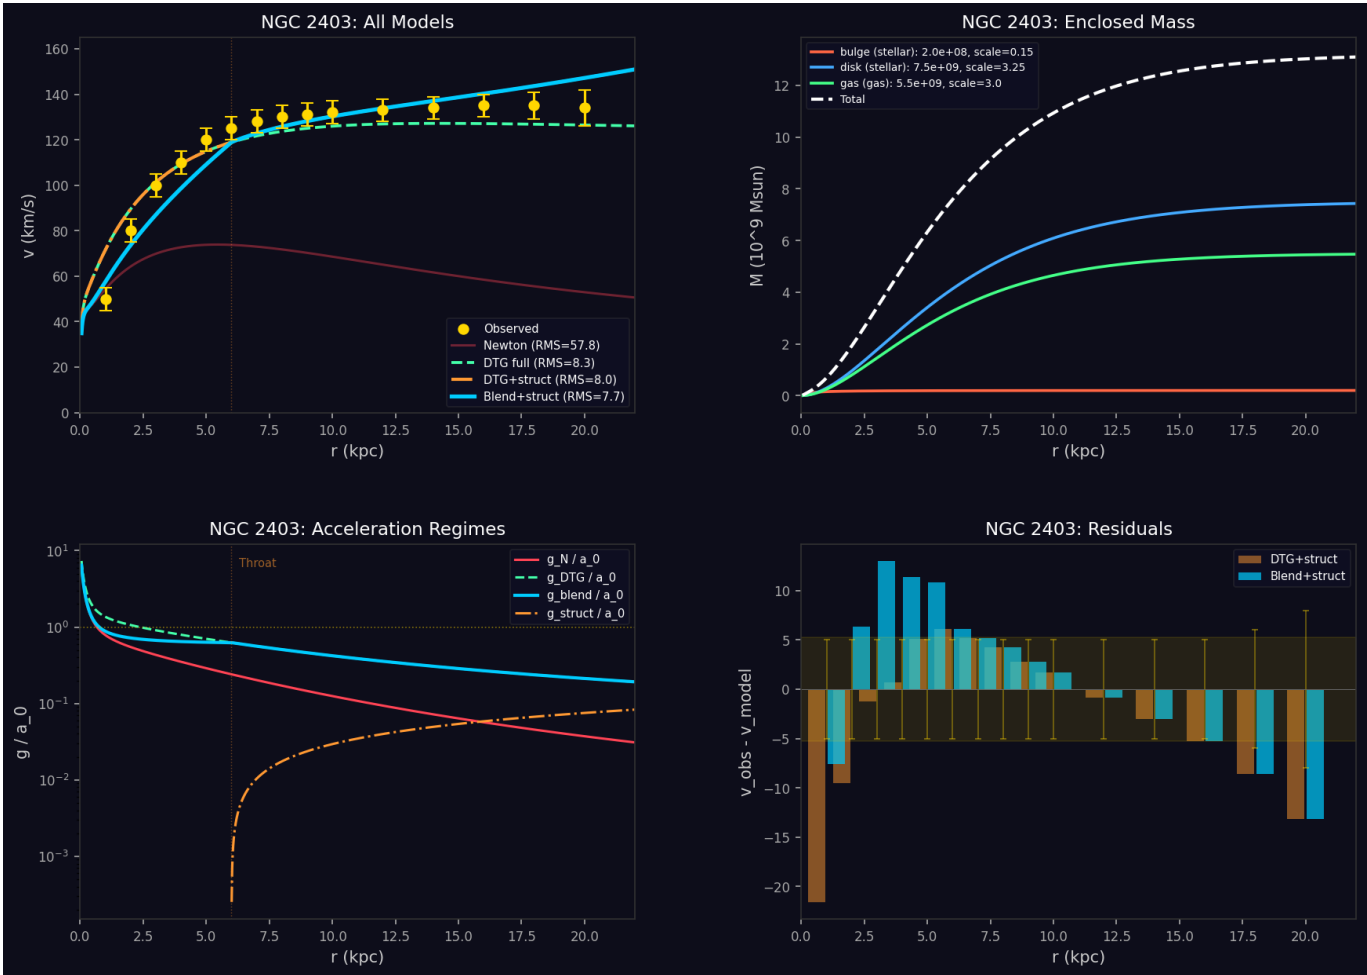 NGC 2403: All Models
160
140
120
100
80
60
40
20
0
v (km/s)
0.0 2.5 5.0 7.5 10.0 12.5 15.0 17.5 20.0
r (kpc)
Observed
Newton (RMS=57.8)
DTG full (RMS=8.3)
DTG+struct (RMS=8.0)
Blend+struct (RMS=7.7)
NGC 2403: Enclosed Mass
12
10
8
6
4
2
0
M (10^9 Msun)
0.0 2.5 5.0 7.5 10.0 12.5 15.0 17.5 20.0
r (kpc)
bulge (stellar): 2.0e+08, scale=0.15
disk (stellar): 7.5e+09, scale=3.25
gas (gas): 5.5e+09, scale=3.0
Total
NGC 2403: Acceleration Regimes
10^1
10^0
10^-1
10^-2
10^-3
g / a_0
0.0 2.5 5.0 7.5 10.0 12.5 15.0 17.5 20.0
r (kpc)
Throat
g_N / a_0
g_DTG / a_0
g_blend / a_0
g_struct / a_0
NGC 2403: Residuals
10
5
0
−5
−10
−15
−20
v_obs - v_model
0.0 2.5 5.0 7.5 10.0 12.5 15.0 17.5 20.0
r (kpc)
DTG+struct
Blend+struct